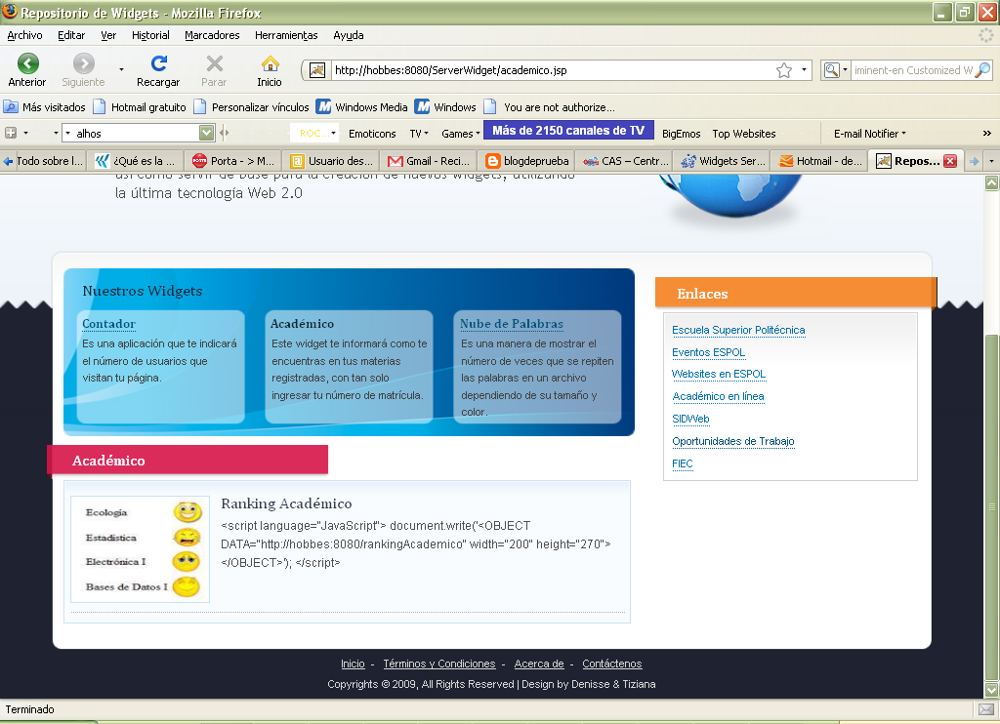 Repositorio de Widgets - Mozilla Firefox
Archivo Editar Ver Historial Marcadores Herramientas Ayuda
Anterior Siguiente Recargar Parar Inicio
http://hobbes:8080/ServerWidget/academico.jsp
iminent-en Customized W
Más visitados Hotmail gratuito Personalizar vínculos Windows Media Windows You are not authorize...
alhos ROC... Emoticons TV Games Más de 2150 canales de TV BigEmos Top Websites E-mail Notifier »
Todo sobre l... ¿Qué es la ... Porta - > M... Usuario des... Gmail - Reci... blogdeprueba CAS – Centr... Widgets Ser... Hotmail - de... Repos...
así como servir de base para la creación de nuevos widgets, utilizando
la última tecnología Web 2.0
Nuestros Widgets
Contador
Es una aplicación que te indicará
el número de usuarios que
visitan tu página.
Académico
Este widget te informará como te
encuentras en tus materias
registradas, con tan solo
ingresar tu número de matrícula.
Nube de Palabras
Es una manera de mostrar el
número de veces que se repiten
las palabras en un archivo
dependiendo de su tamaño y
color.
Enlaces
Escuela Superior Politécnica
Eventos ESPOL
Websites en ESPOL
Académico en línea
SIDWeb
Oportunidades de Trabajo
FIEC
Académico
Ecología
Estadística
Electrónica I
Bases de Datos I
Ranking Académico
<script language="JavaScript"> document.write('<OBJECT
DATA="http://hobbes:8080/rankingAcademico" width="200" height="270">
</OBJECT>'); </script>
Inicio - Términos y Condiciones - Acerca de - Contáctenos
Copyrights © 2009, All Rights Reserved | Design by Denisse & Tiziana
Terminado